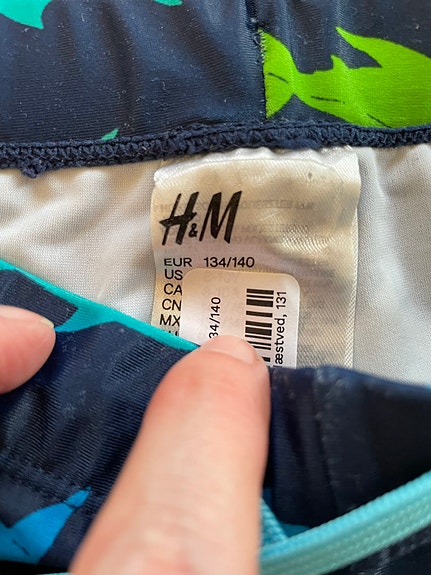 H&M
EUR 134/140
US
CA
CN
MX
34/140
æstved, 131